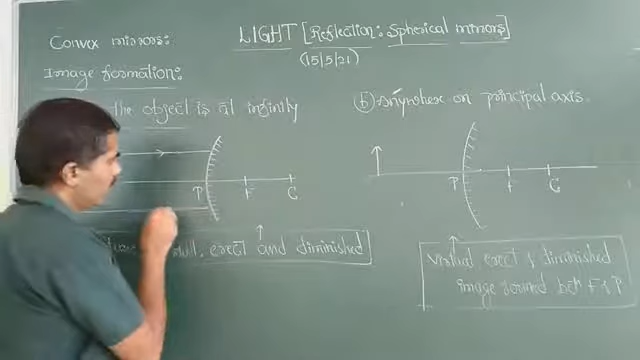 LIGHT [Reflection: Spherical mirrors]
(15/5/21)
Convex mirrors:
Image formation:
the object is at infinity
P F C
erect and diminished
(b) anywhere on principal axis.
P F C
Virtual erect & diminished
image formed bet F & P